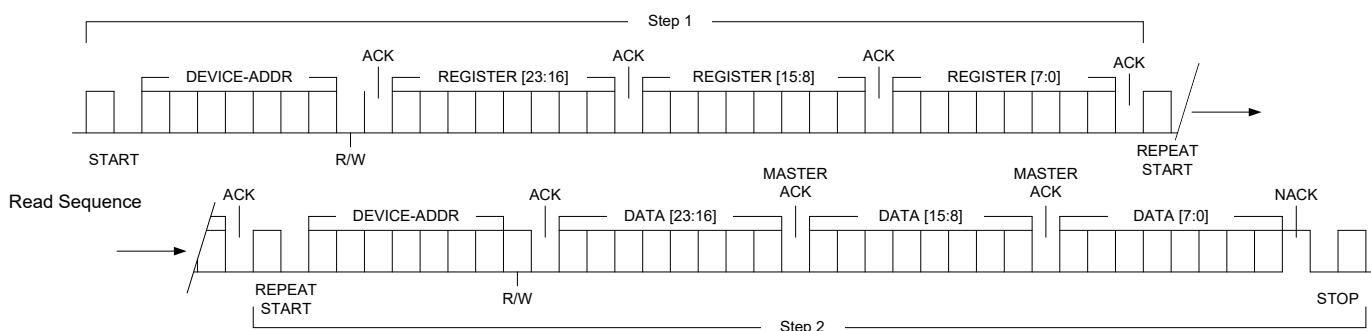 Step 1
ACK ACK ACK ACK
DEVICE-ADDR REGISTER [23:16] REGISTER [15:8] REGISTER [7:0]
START R/W REPEAT
START
MASTER MASTER
Read Sequence ACK ACK ACK ACK NACK
DEVICE-ADDR DATA [23:16] DATA [15:8] DATA [7:0]
REPEAT
START R/W STOP
Step 2